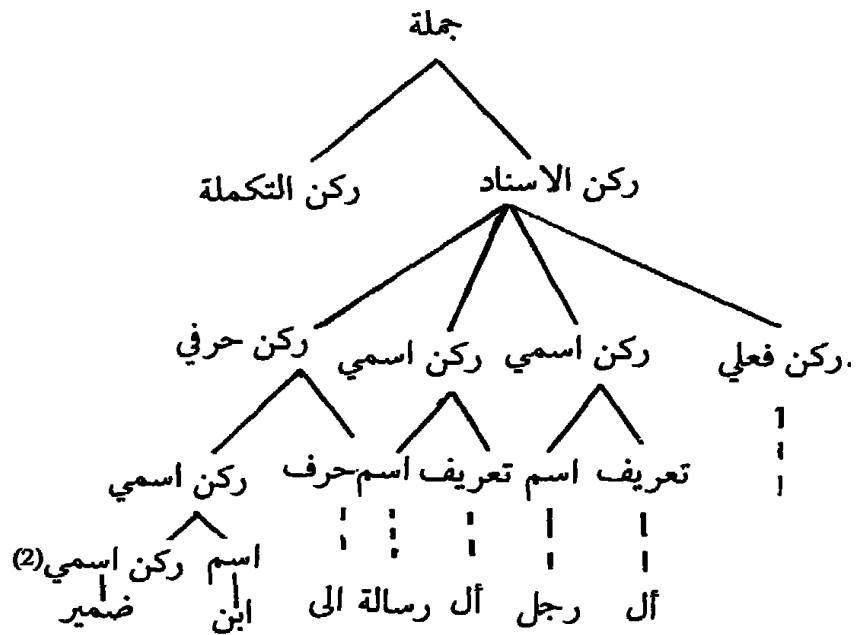 جملة
ركن الاسناد ركن التكملة
ركن فعلي ركن اسمي ركن اسمي ركن حرفي
تعريف اسم تعريف اسم حرف ركن اسمي
اسم ركن اسمي(2)
أل رجل أل رسالة الى ابن ضمير